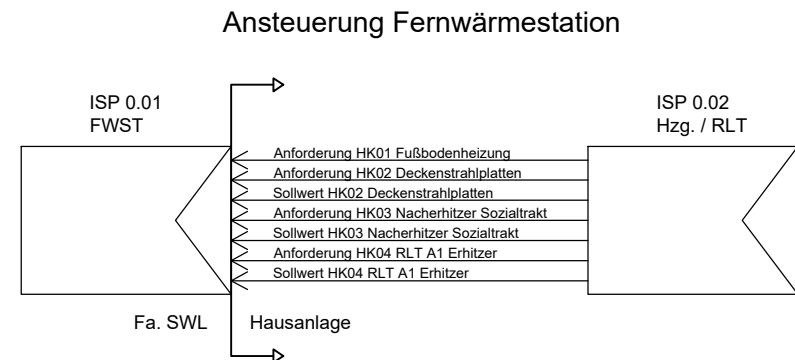 Ansteuerung Fernwärmestation
ISP 0.01
FWST
ISP 0.02
Hzg. / RLT
Anforderung HK01 Fußbodenheizung
Anforderung HK02 Deckenstrahlplatten
Sollwert HK02 Deckenstrahlplatten
Anforderung HK03 Nacherhitzer Sozialtrakt
Sollwert HK03 Nacherhitzer Sozialtrakt
Anforderung HK04 RLT A1 Erhitzer
Sollwert HK04 RLT A1 Erhitzer
Fa. SWL
Hausanlage